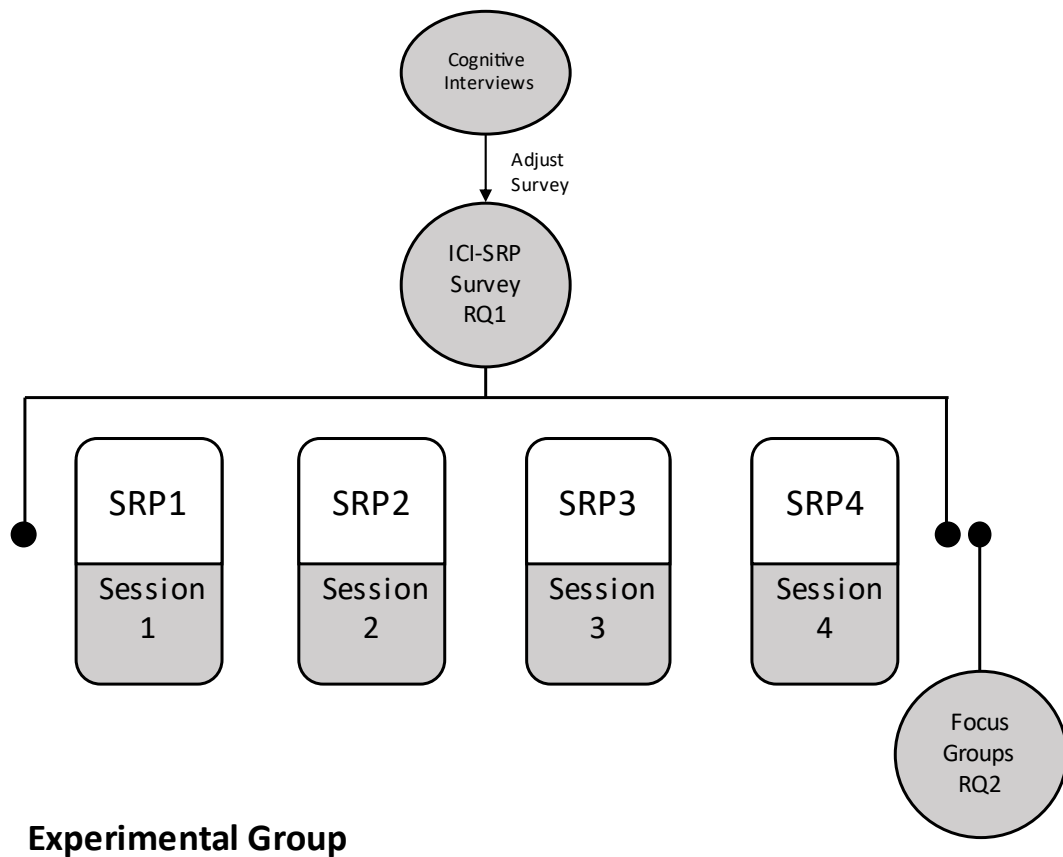 Cognitive
Interviews
Adjust
Survey
ICI-SRP
Survey
RQ1
SRP1
SRP2
SRP3
SRP4
Session
1
Session
2
Session
3
Session
4
Focus
Groups
RQ2
Experimental Group